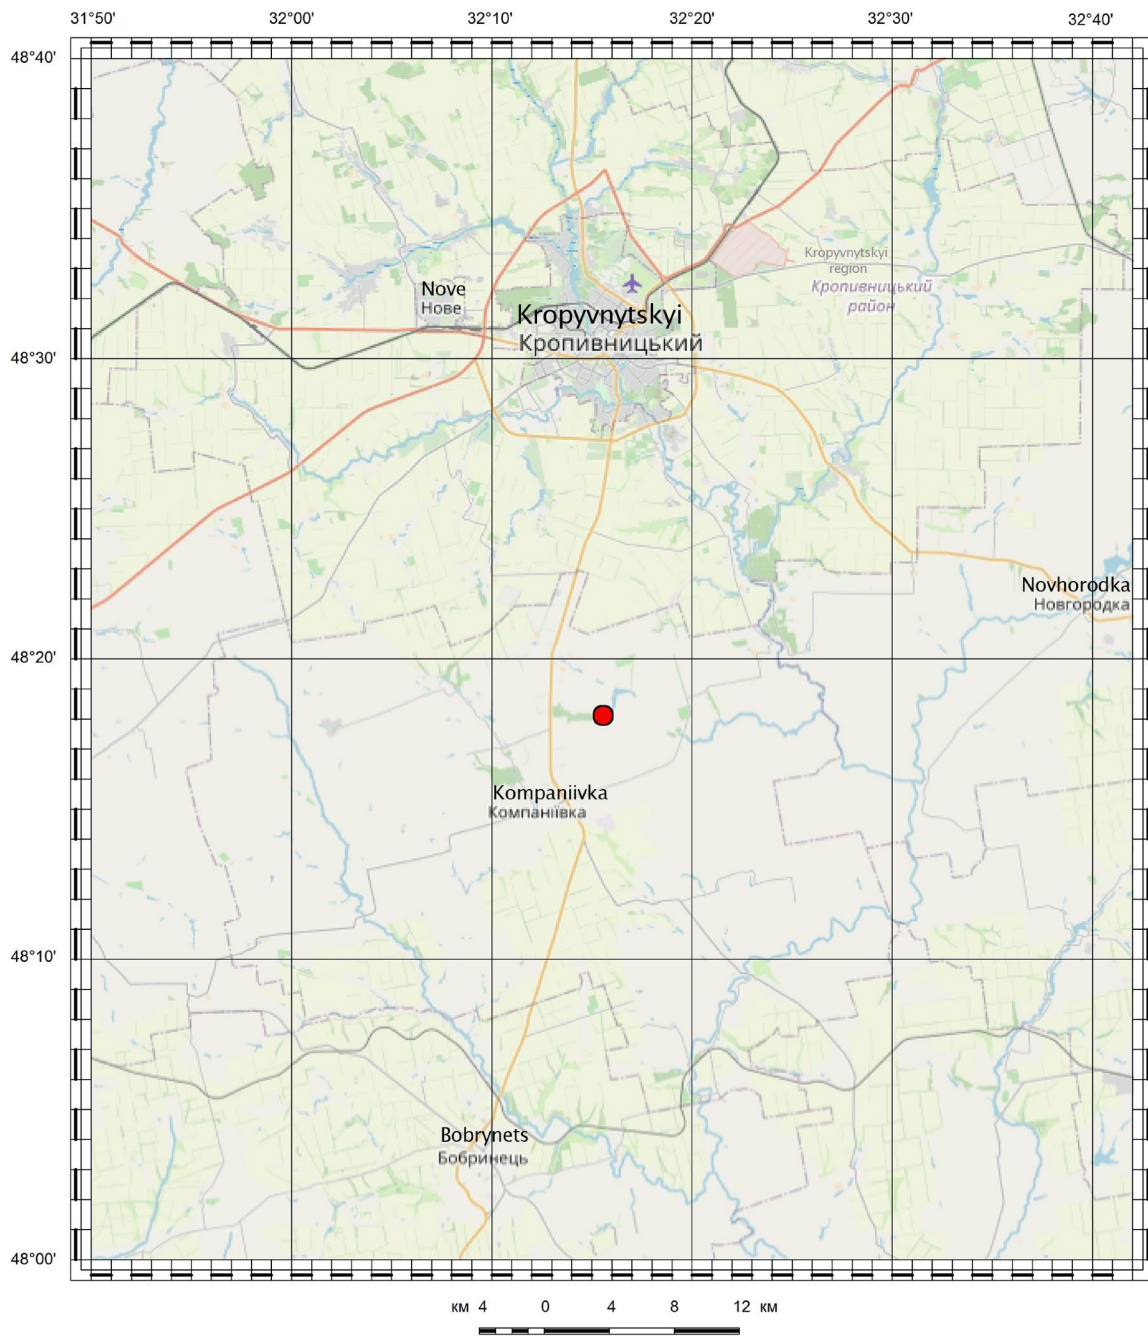 31°50' 32°00' 32°10' 32°20' 32°30' 32°40'
48°40'
Kropyvnytskyi
region
Кропивницький
район
Nove
Нове
Kropyvnytskyi
Кропивницький
48°30'
Novhorodka
Новгородка
48°20'
Kompaniivka
Компаніївка
48°10'
Bobrynets
Бобринець
48°00'
км 4 0 4 8 12 км